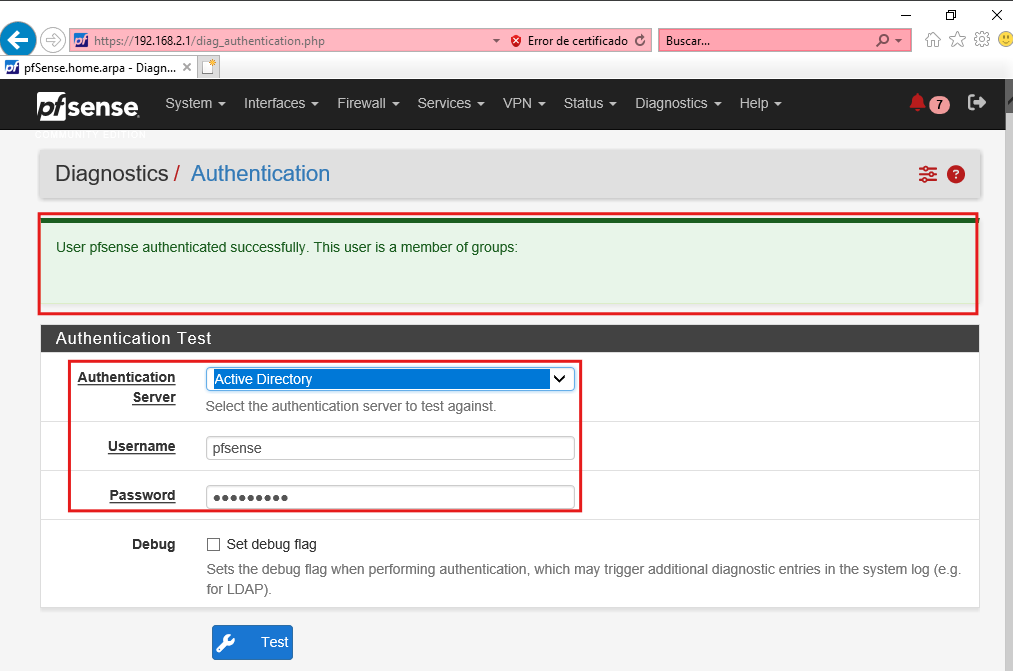 https://192.168.2.1/diag_authentication.php
Error de certificado
Buscar...
pf pfSense.home.arpa - Diagn...
pfsense
COMMUNITY EDITION
System Interfaces Firewall Services VPN Status Diagnostics Help 7
Diagnostics / Authentication ?
User pfsense authenticated successfully. This user is a member of groups:
Authentication Test
Authentication Server
Active Directory
Select the authentication server to test against.
Username
pfsense
Password
●●●●●●●●●
Debug
Set debug flag
Sets the debug flag when performing authentication, which may trigger additional diagnostic entries in the system log (e.g.
for LDAP).
Test